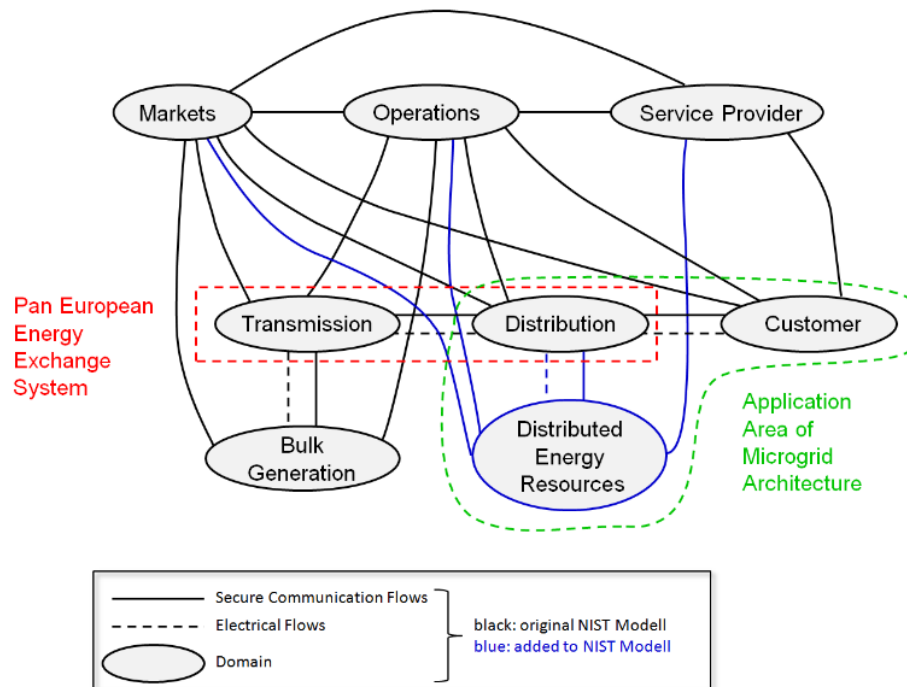 Markets
Operations
Service Provider
Pan European
Energy
Exchange
System
Transmission
Distribution
Customer
Bulk
Generation
Distributed
Energy
Resources
Application
Area of
Microgrid
Architecture
Secure Communication Flows
Electrical Flows
Domain
black: original NIST Modell
blue: added to NIST Modell